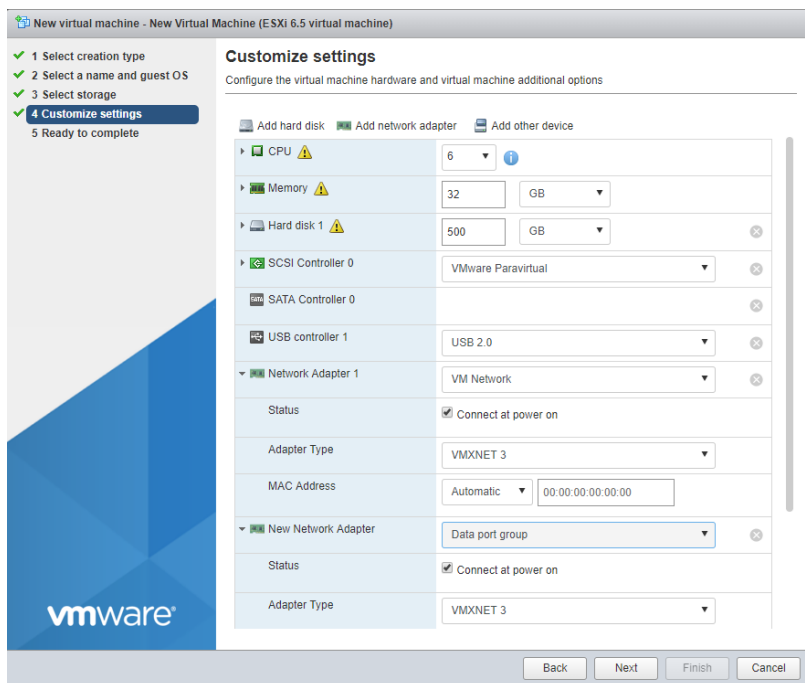 New virtual machine - New Virtual Machine (ESXi 6.5 virtual machine)
1 Select creation type
2 Select a name and guest OS
3 Select storage
4 Customize settings
5 Ready to complete
Customize settings
Configure the virtual machine hardware and virtual machine additional options
Add hard disk Add network adapter Add other device
CPU 6
Memory 32 GB
Hard disk 1 500 GB
SCSI Controller 0 VMware Paravirtual
SATA SATA Controller 0
USB controller 1 USB 2.0
Network Adapter 1 VM Network
Status Connect at power on
Adapter Type VMXNET 3
MAC Address Automatic 00:00:00:00:00:00
New Network Adapter Data port group
Status Connect at power on
Adapter Type VMXNET 3
vmware®
Back Next Finish Cancel